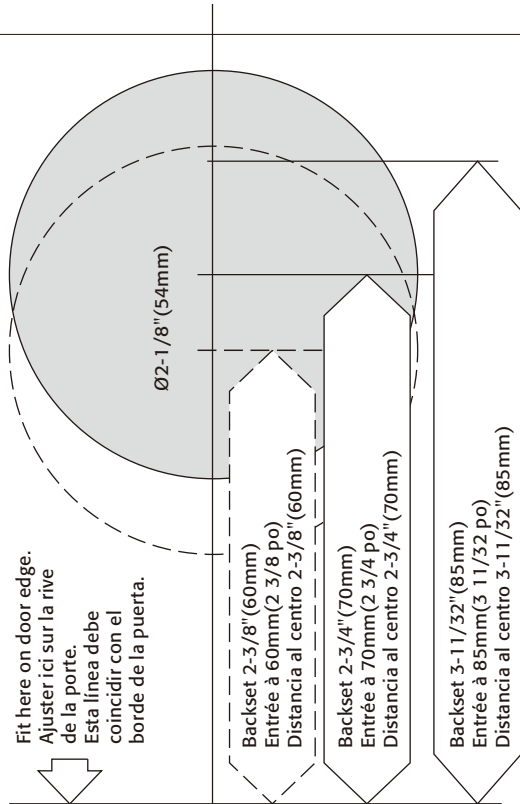 Fit here on door edge.
Ajuster ici sur la rive
de la porte.
Esta línea debe
coincidir con el
borde de la puerta.
Ø2-1/8"(54mm)
Backset 2-3/8"(60mm)
Entrée à 60mm(2 3/8 po)
Distancia al centro 2-3/8"(60mm)
Backset 2-3/4"(70mm)
Entrée à 70mm(2 3/4 po)
Distancia al centro 2-3/4"(70mm)
Backset 3-11/32"(85mm)
Entrée à 85mm(3 11/32 po)
Distancia al centro 3-11/32"(85mm)